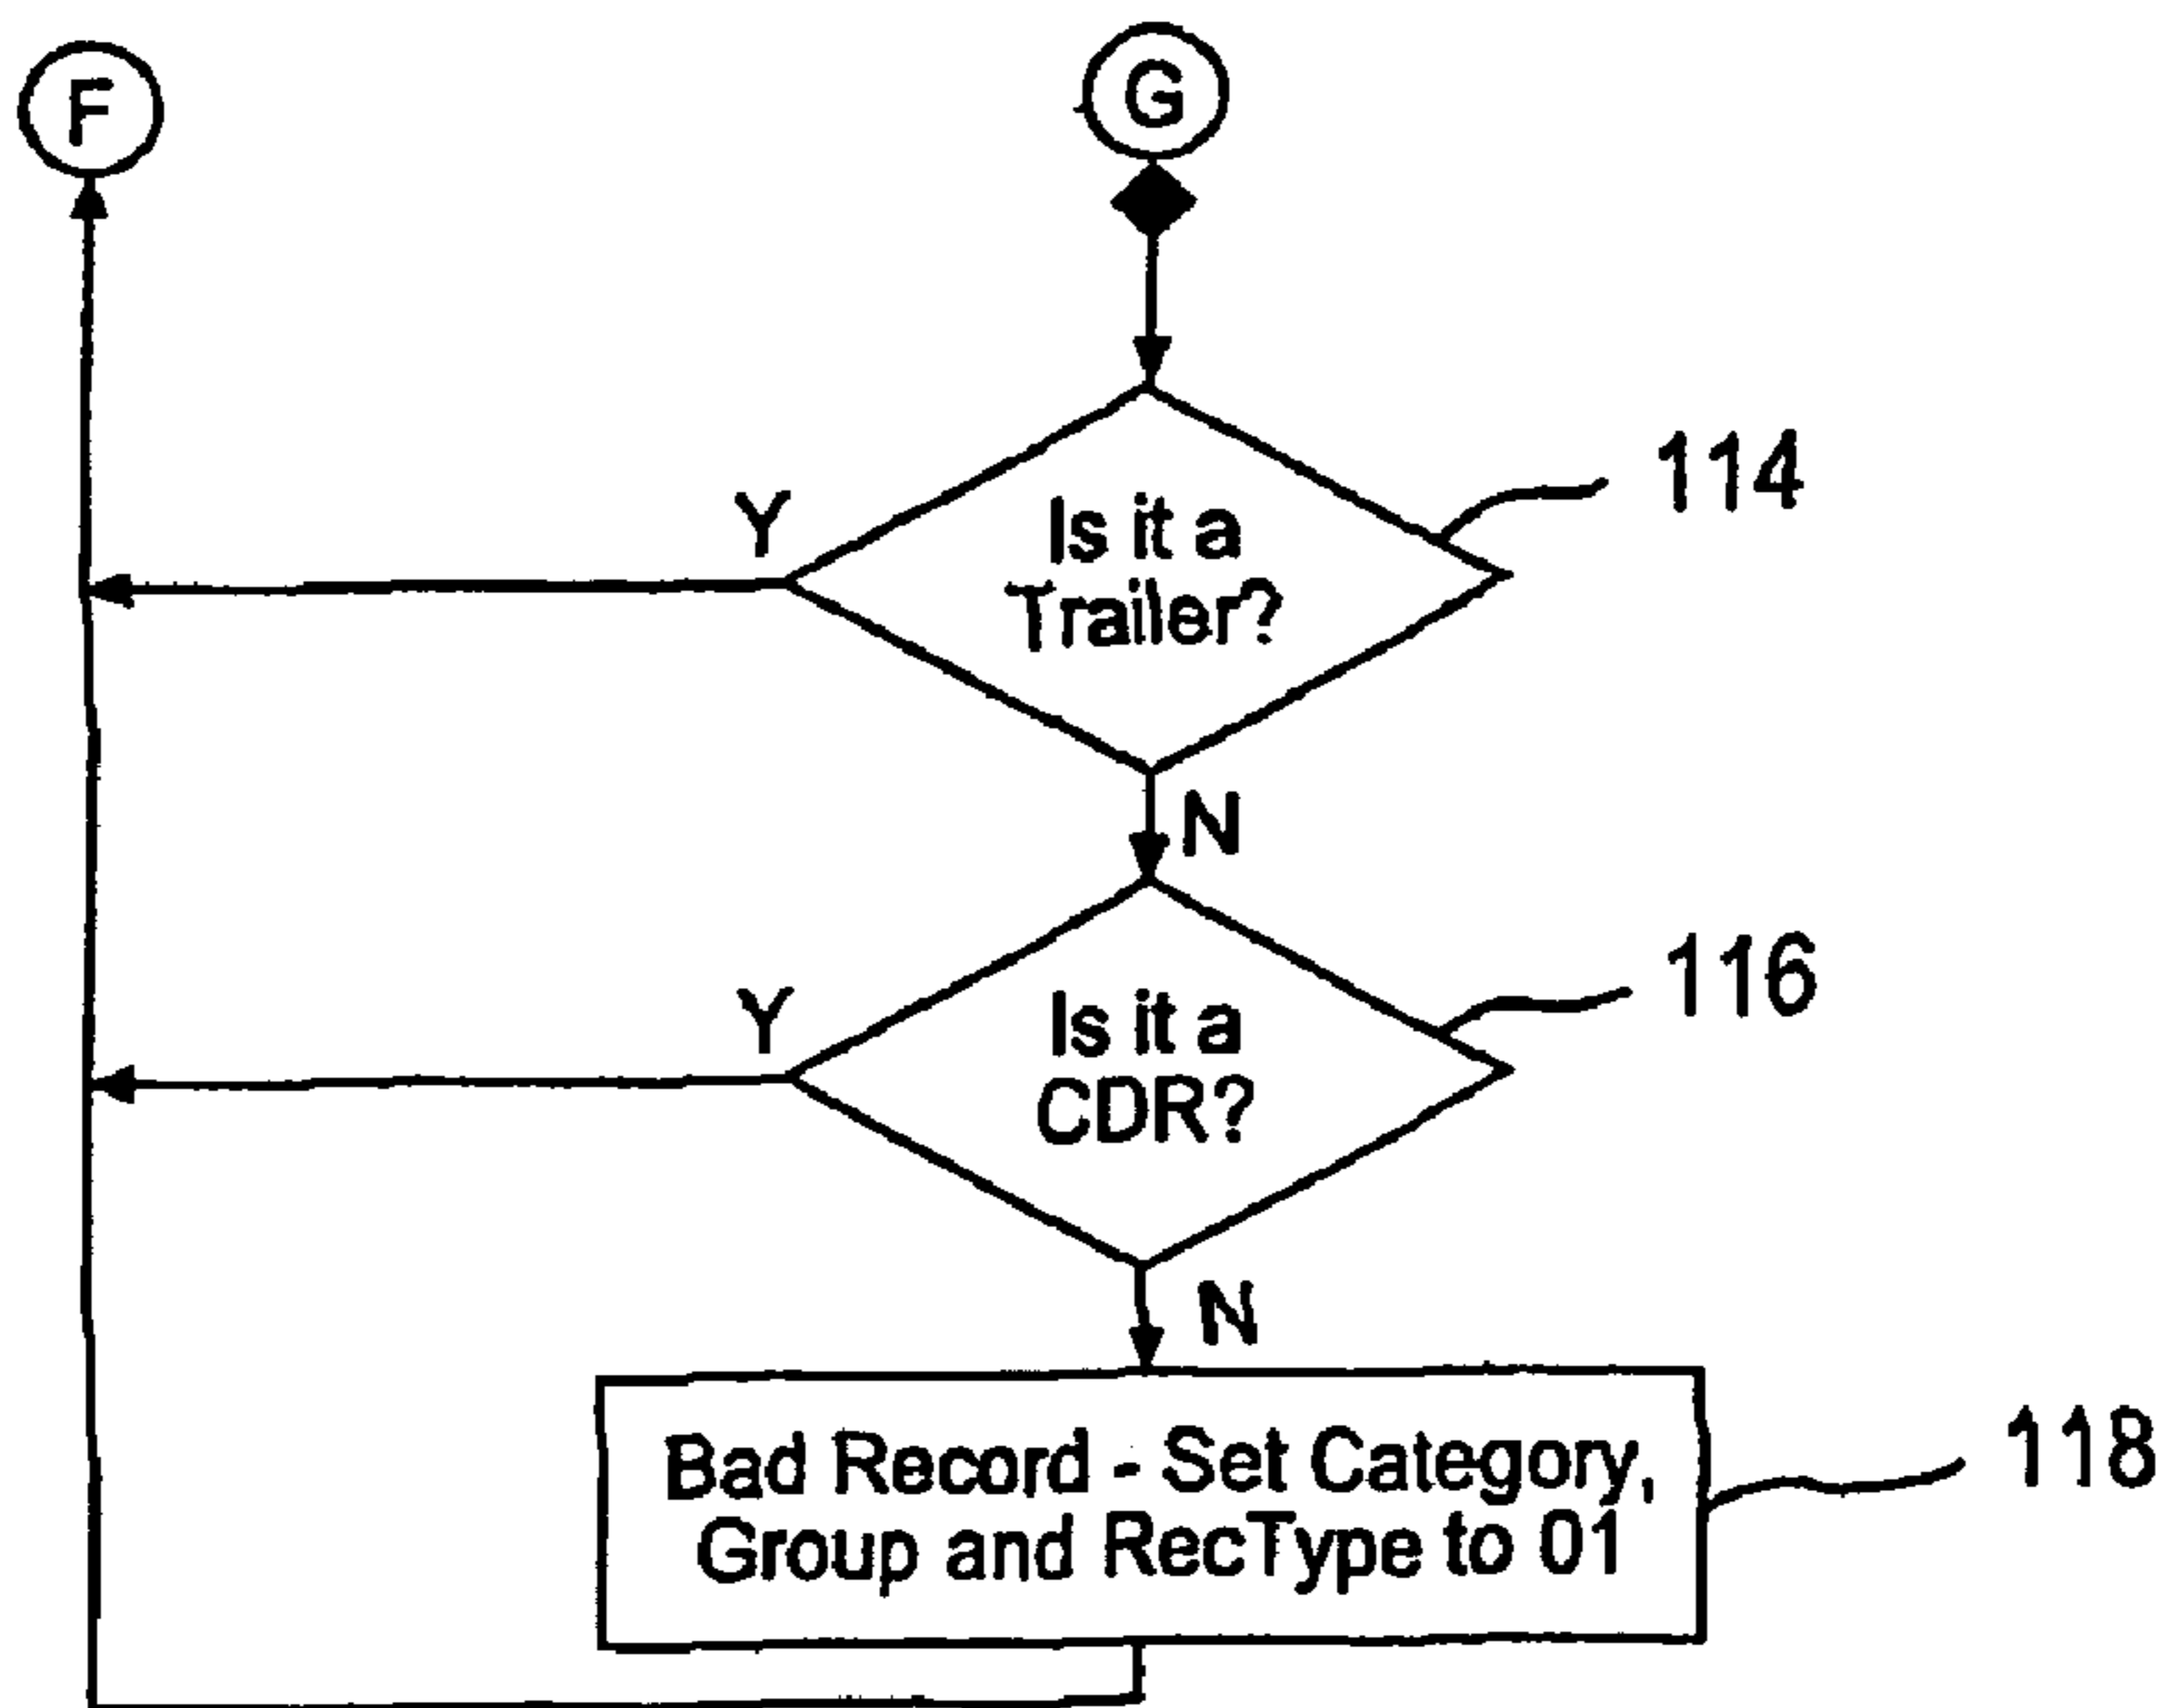 F
G
Y
Is it a
Trailer?
114
N
Y
Is it a
CDR?
116
N
Bad Record - Set Category,
Group and RecType to 01
118